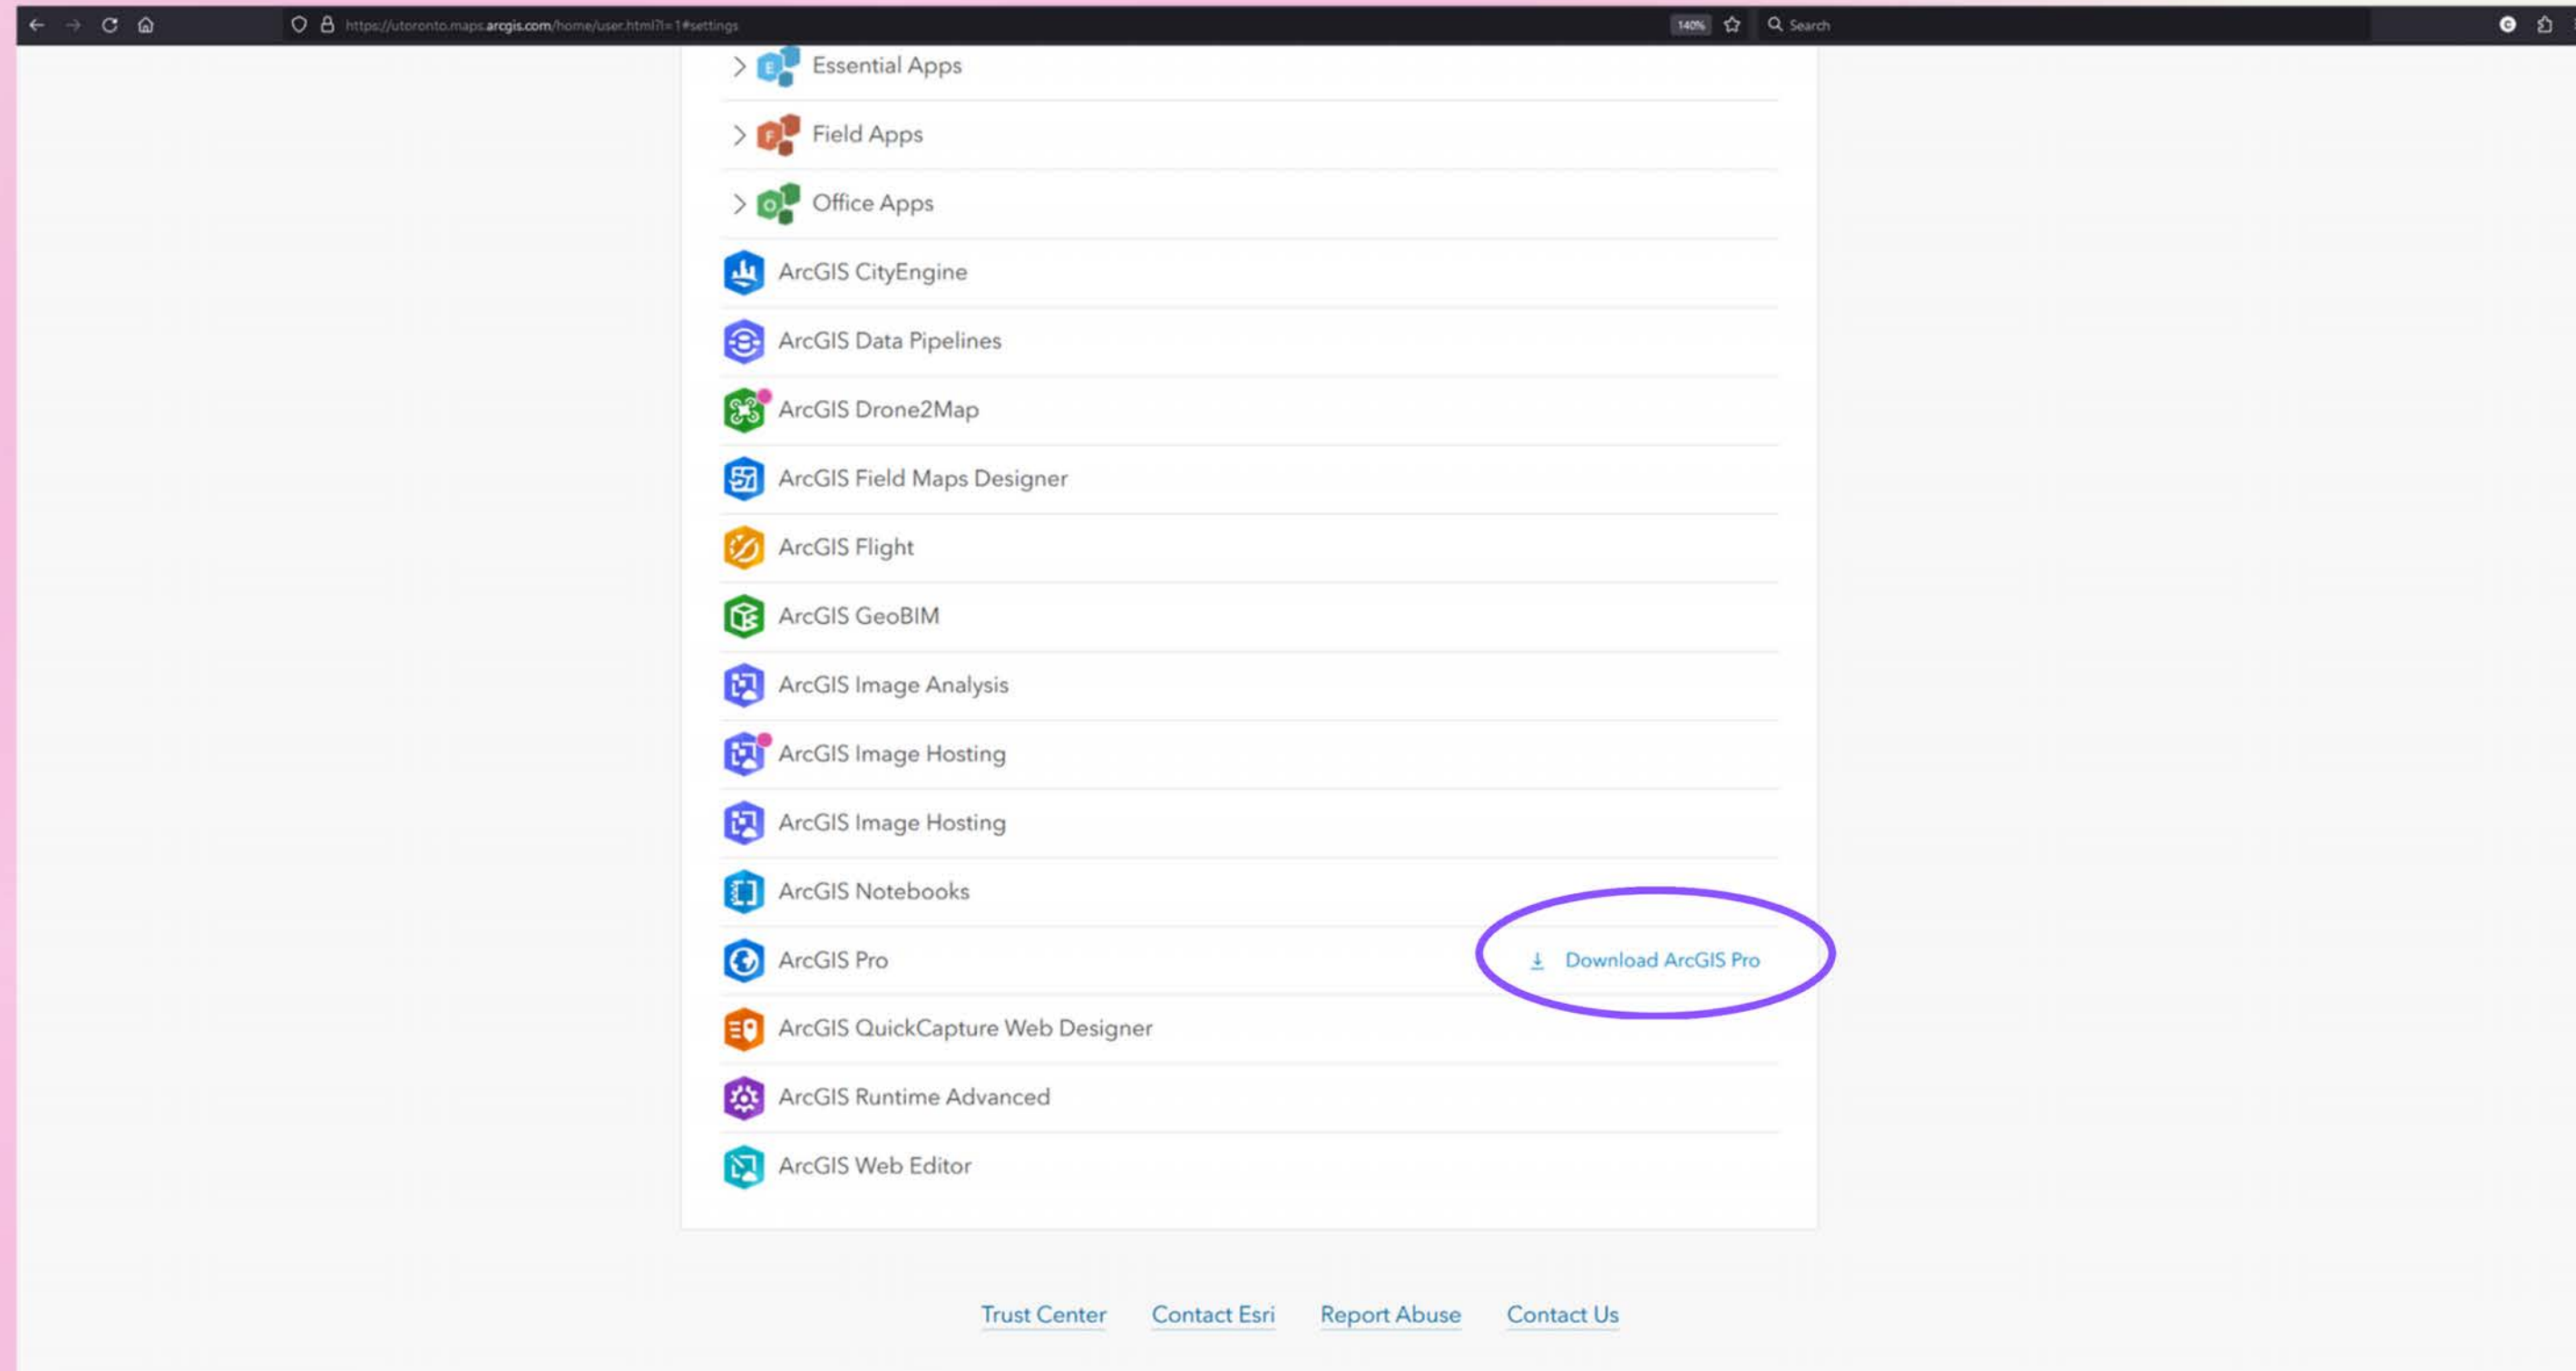 https://utoronto.maps.arcgis.com/home/user.html?l=1#settings
140%
Search
Essential Apps
Field Apps
Office Apps
ArcGIS CityEngine
ArcGIS Data Pipelines
ArcGIS Drone2Map
ArcGIS Field Maps Designer
ArcGIS Flight
ArcGIS GeoBIM
ArcGIS Image Analysis
ArcGIS Image Hosting
ArcGIS Image Hosting
ArcGIS Notebooks
ArcGIS Pro Download ArcGIS Pro
ArcGIS QuickCapture Web Designer
ArcGIS Runtime Advanced
ArcGIS Web Editor
Trust Center Contact Esri Report Abuse Contact Us